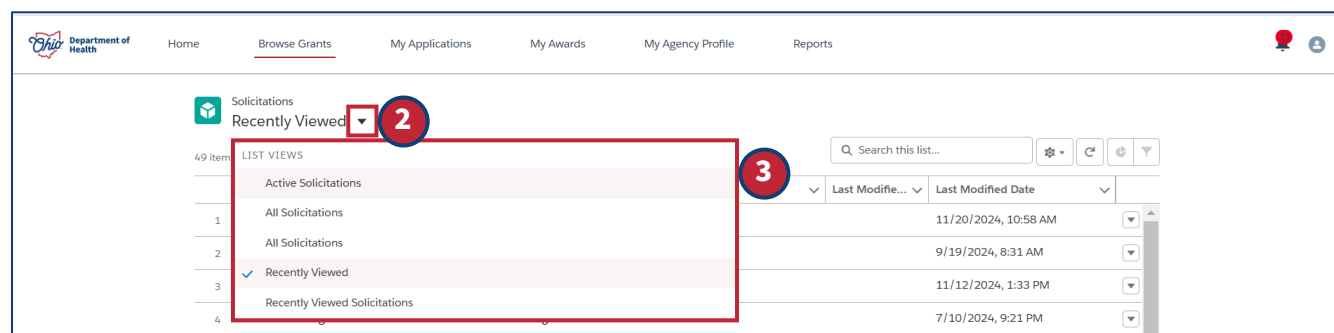 Ohio Department of Health
Home Browse Grants My Applications My Awards My Agency Profile Reports
Solicitations
Recently Viewed 2
49 item
Search this list...
LIST VIEWS
3
Active Solicitations
Last Modifie... Last Modified Date
All Solicitations
1 11/20/2024, 10:58 AM
All Solicitations
2 9/19/2024, 8:31 AM
Recently Viewed
3 11/12/2024, 1:33 PM
Recently Viewed Solicitations
4 7/10/2024, 9:21 PM